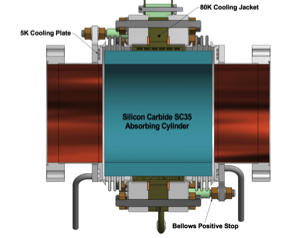 80K Cooling Jacket
5K Cooling Plate
Silicon Carbide SC35
Absorbing Cylinder
Bellows Positive Stop